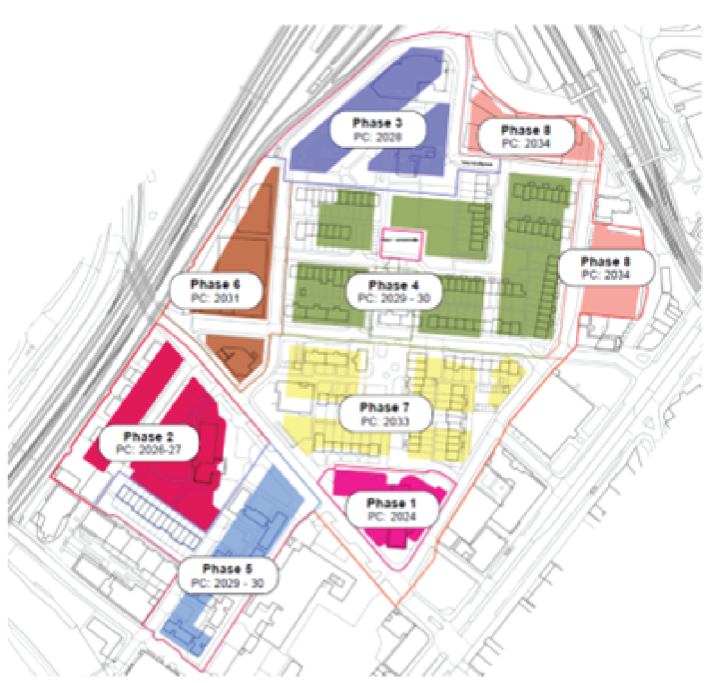 Phase 3
PC: 2028
Phase 8
PC: 2034
Phase 8
PC: 2034
Phase 6
PC: 2031
Phase 4
PC: 2029 - 30
Phase 7
PC: 2033
Phase 2
PC: 2026-27
Phase 1
PC: 2024
Phase 5
PC: 2029 - 30